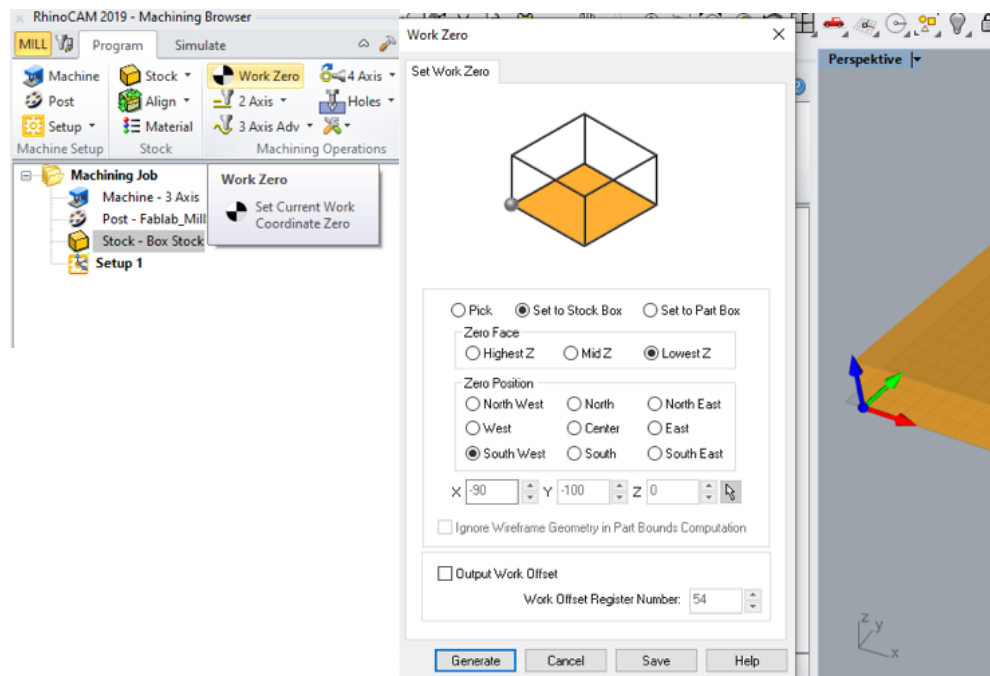 RhinoCAM 2019 - Machining Browser
MILL Program Simulate
Machine Stock Work Zero 4 Axis
Post Align 2 Axis Holes
Setup Material 3 Axis Adv
Machine Setup Stock Machining Operations
Machining Job
Machine - 3 Axis
Post - Fablab_Mill
Stock - Box Stock
Setup 1
Work Zero
Set Current Work
Coordinate Zero
Work Zero
Set Work Zero
Pick Set to Stock Box Set to Part Box
Zero Face
Highest Z Mid Z Lowest Z
Zero Position
North West North North East
West Center East
South West South South East
X -90 Y -100 Z 0
Ignore Wireframe Geometry in Part Bounds Computation
Output Work Offset
Work Offset Register Number: 54
Generate Cancel Save Help
Perspektive
z
y
x